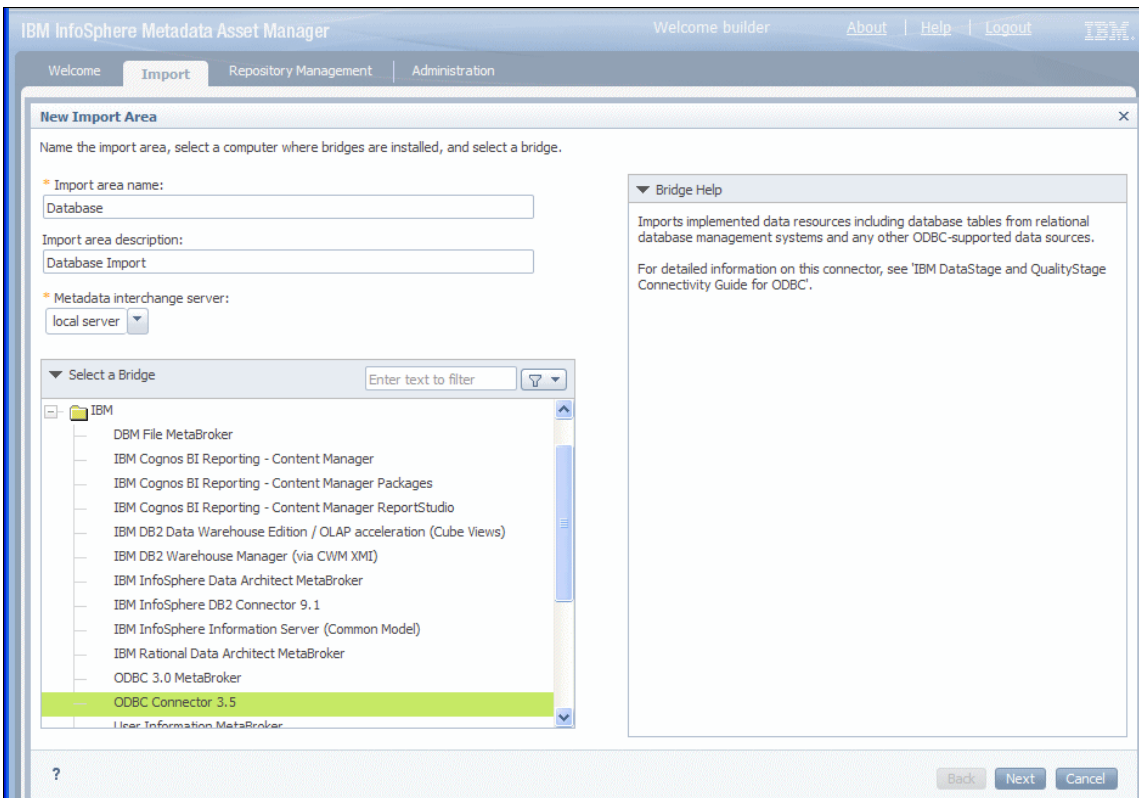 IBM InfoSphere Metadata Asset Manager
Welcome builder
About | Help | Logout
IBM.
Welcome
Import
Repository Management
Administration
New Import Area
Name the import area, select a computer where bridges are installed, and select a bridge.
* Import area name:
Database
Import area description:
Database Import
* Metadata interchange server:
local server
Select a Bridge
Enter text to filter
IBM
DBM File MetaBroker
IBM Cognos BI Reporting - Content Manager
IBM Cognos BI Reporting - Content Manager Packages
IBM Cognos BI Reporting - Content Manager ReportStudio
IBM DB2 Data Warehouse Edition / OLAP acceleration (Cube Views)
IBM DB2 Warehouse Manager (via CWM XMI)
IBM InfoSphere Data Architect MetaBroker
IBM InfoSphere DB2 Connector 9.1
IBM InfoSphere Information Server (Common Model)
IBM Rational Data Architect MetaBroker
ODBC 3.0 MetaBroker
ODBC Connector 3.5
User Information MetaBroker
Bridge Help
Imports implemented data resources including database tables from relational
database management systems and any other ODBC-supported data sources.
For detailed information on this connector, see 'IBM DataStage and QualityStage
Connectivity Guide for ODBC'.
?
Back
Next
Cancel